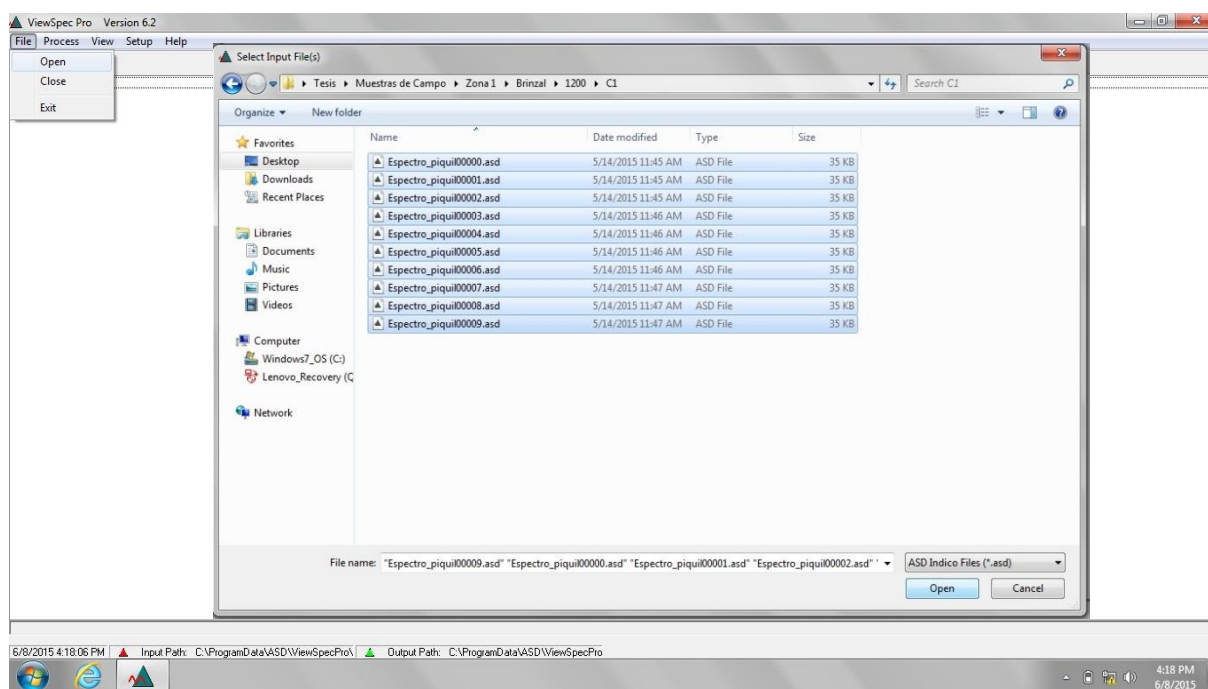 ViewSpec Pro Version 6.2
File Process View Setup Help
Open
Close
Exit
Select Input File(s)
Tesis Muestras de Campo Zona 1 Brinzal 1200 C1
Search C1
Organize New folder
Name Date modified Type Size
Favorites
Desktop
Downloads
Recent Places
Libraries
Documents
Music
Pictures
Videos
Computer
Windows7_OS (C:)
Lenovo_Recovery (Q
Network
Espectro_piquil00000.asd 5/14/2015 11:45 AM ASD File 35 KB
Espectro_piquil00001.asd 5/14/2015 11:45 AM ASD File 35 KB
Espectro_piquil00002.asd 5/14/2015 11:45 AM ASD File 35 KB
Espectro_piquil00003.asd 5/14/2015 11:46 AM ASD File 35 KB
Espectro_piquil00004.asd 5/14/2015 11:46 AM ASD File 35 KB
Espectro_piquil00005.asd 5/14/2015 11:46 AM ASD File 35 KB
Espectro_piquil00006.asd 5/14/2015 11:46 AM ASD File 35 KB
Espectro_piquil00007.asd 5/14/2015 11:47 AM ASD File 35 KB
Espectro_piquil00008.asd 5/14/2015 11:47 AM ASD File 35 KB
Espectro_piquil00009.asd 5/14/2015 11:47 AM ASD File 35 KB
File name: "Espectro_piquil00009.asd" "Espectro_piquil00000.asd" "Espectro_piquil00001.asd" "Espectro_piquil00002.asd" '
ASD Indico Files (*.asd)
Open Cancel
6/8/2015 4:18:06 PM Input Path: C:\ProgramData\ASD\ViewSpecPro\ Output Path: C:\ProgramData\ASD\ViewSpecPro
4:18 PM
6/8/2015